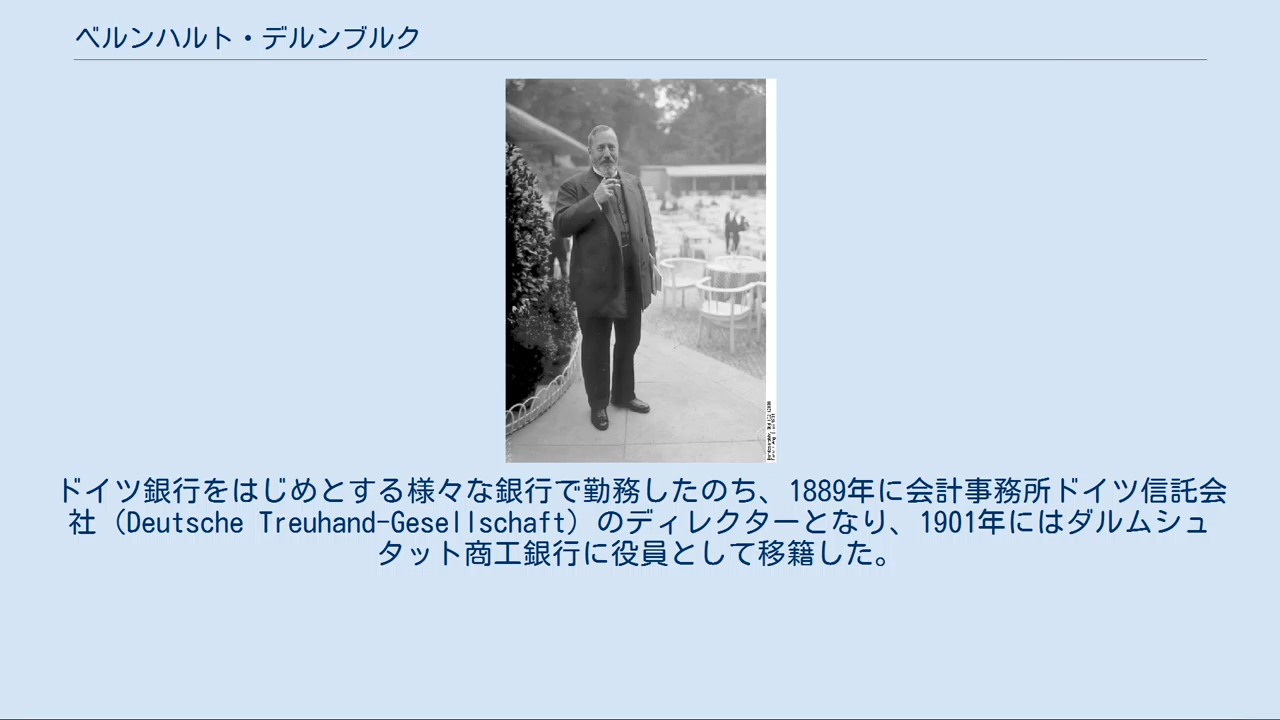 ベルンハルト・デルンブルク
ドイツ銀行をはじめとする様々な銀行で勤務したのち、1889年に会計事務所ドイツ信託会
社（Deutsche Treuhand-Gesellschaft）のディレクターとなり、1901年にはダルムシュ
タット商工銀行に役員として移籍した。